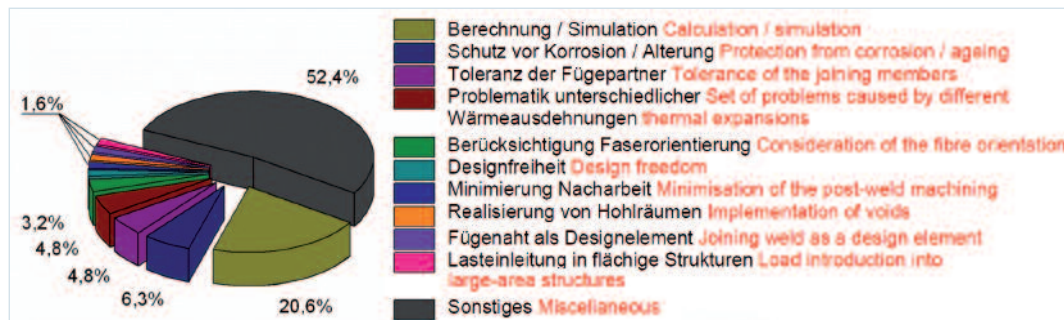 52,4%
1,6%
3,2%
4,8%
4,8%
6,3%
20,6%
Berechnung / Simulation Calculation / simulation
Schutz vor Korrosion / Alterung Protection from corrosion / ageing
Toleranz der Fügepartner Tolerance of the joining members
Problematik unterschiedlicher Set of problems caused by different
Wärmeausdehnungen thermal expansions
Berücksichtigung Faserorientierung Consideration of the fibre orientation
Designfreiheit Design freedom
Minimierung Nacharbeit Minimisation of the post-weld machining
Realisierung von Hohlräumen Implementation of voids
Fügenaht als Designelement Joining weld as a design element
Lasteinleitung in flächige Strukturen Load introduction into
large-area structures
Sonstiges Miscellaneous